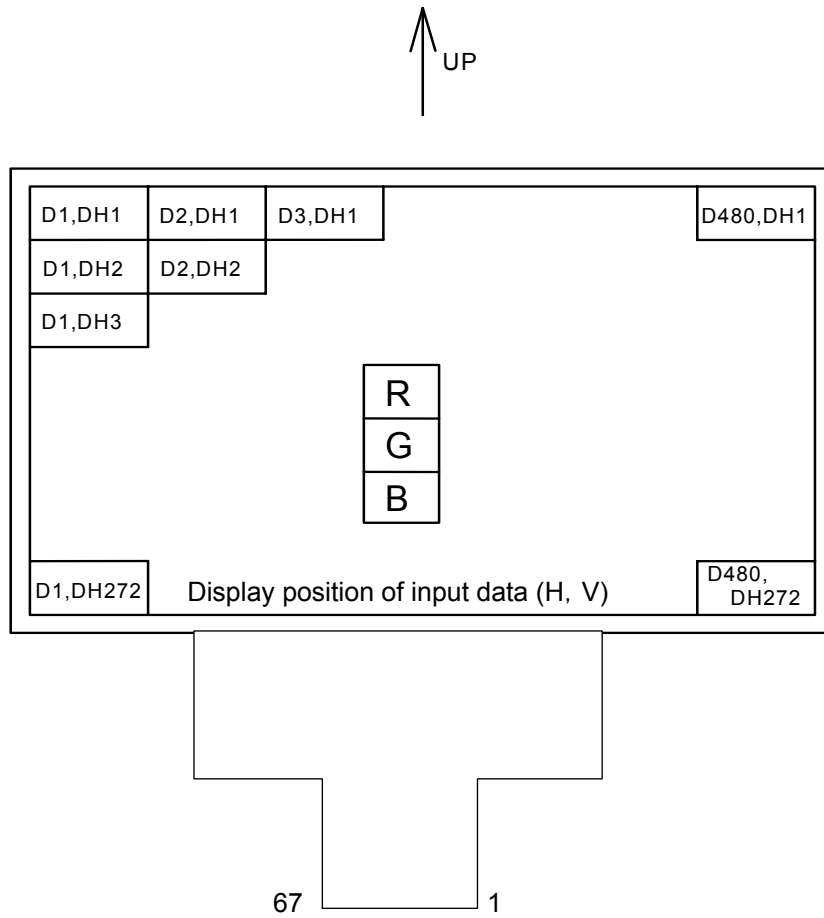 UP
D1,DH1 D2,DH1 D3,DH1 D480,DH1
D1,DH2 D2,DH2
D1,DH3
R
G
B
D1,DH272 Display position of input data (H, V) D480,
DH272
67 1